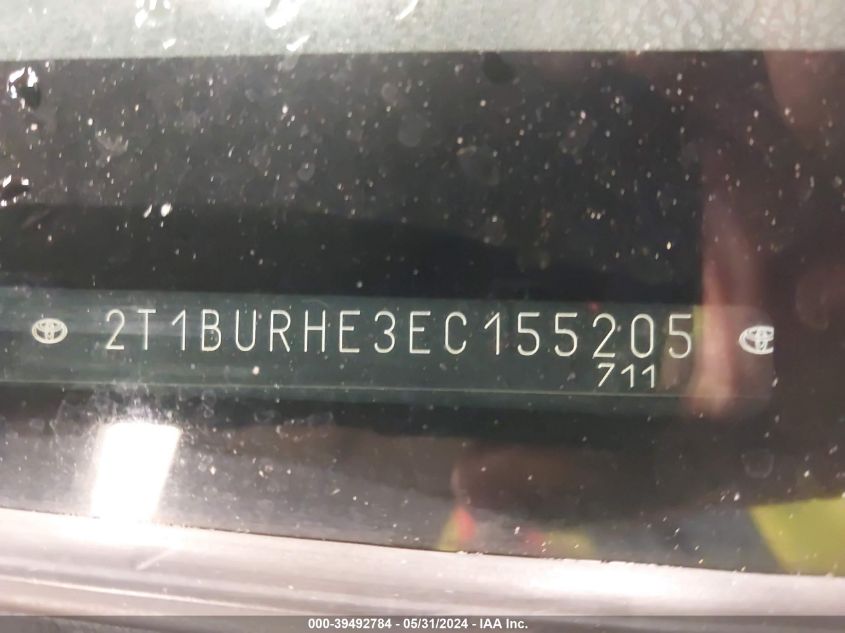 2T1BURHE3EC155205
711
000-39492784 - 05/31/2024 - IAA Inc.